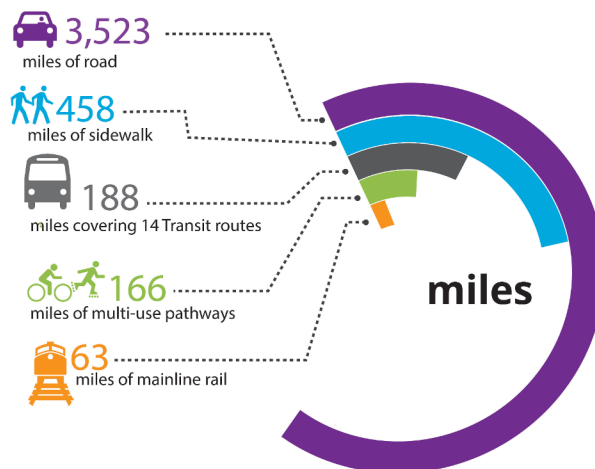 3,523
miles of road
458
miles of sidewalk
188
miles covering 14 Transit routes
166
miles of multi-use pathways
63
miles of mainline rail
miles